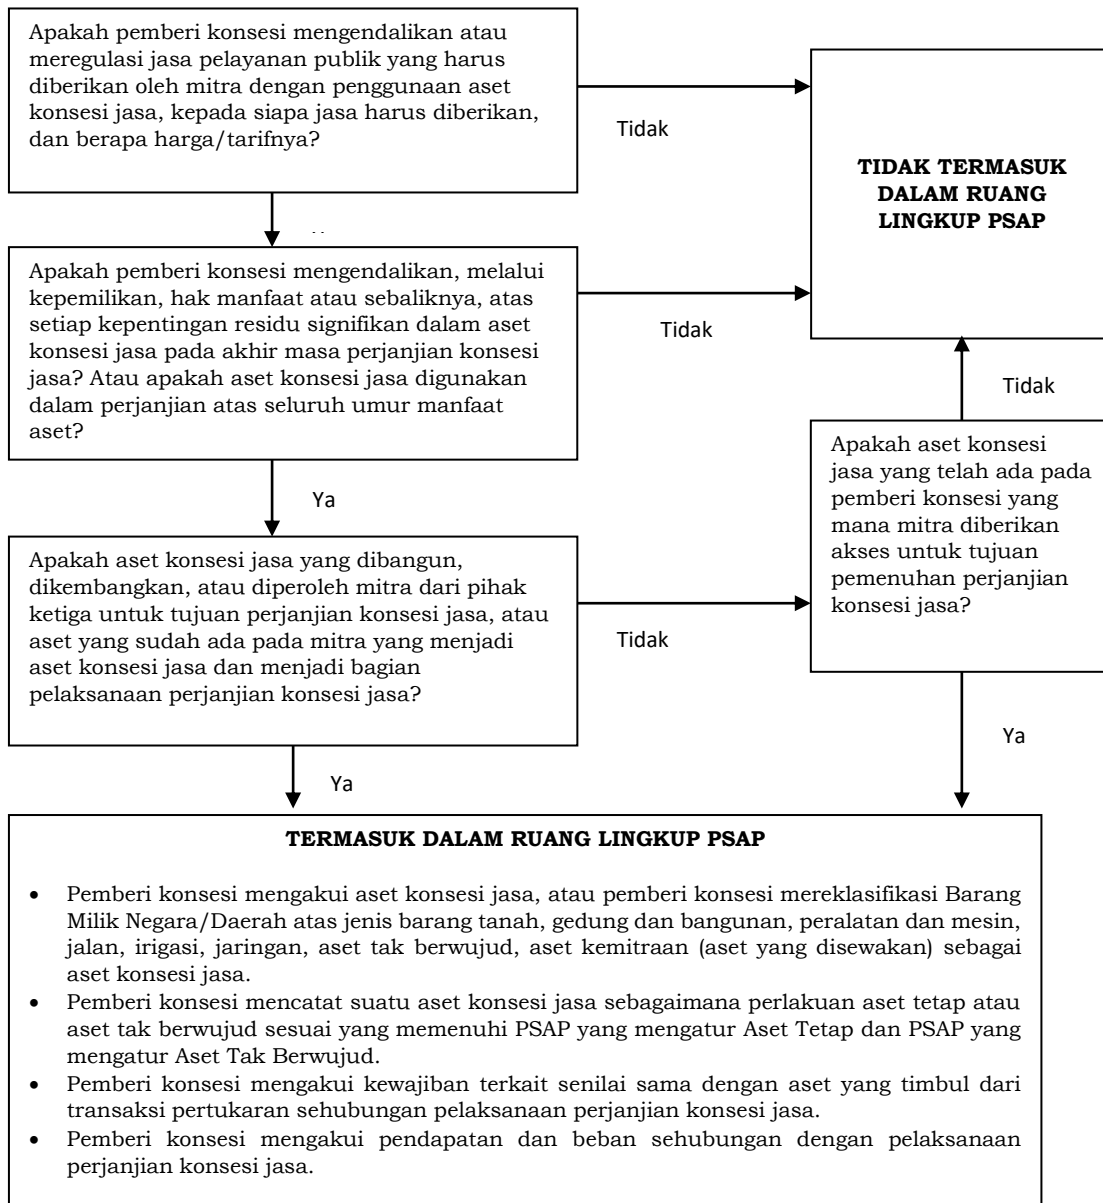 Apakah pemberi konsesi mengendalikan atau
meregulasi jasa pelayanan publik yang harus
diberikan oleh mitra dengan penggunaan aset
konsesi jasa, kepada siapa jasa harus diberikan,
dan berapa harga/tarifnya?
Tidak
TIDAK TERMASUK
DALAM RUANG
LINGKUP PSAP
Apakah pemberi konsesi mengendalikan, melalui
kepemilikan, hak manfaat atau sebaliknya, atas
setiap kepentingan residu signifikan dalam aset
konsesi jasa pada akhir masa perjanjian konsesi
jasa? Atau apakah aset konsesi jasa digunakan
dalam perjanjian atas seluruh umur manfaat
aset?
Tidak
Tidak
Ya
Apakah aset konsesi
jasa yang telah ada pada
pemberi konsesi yang
mana mitra diberikan
akses untuk tujuan
pemenuhan perjanjian
konsesi jasa?
Apakah aset konsesi jasa yang dibangun,
dikembangkan, atau diperoleh mitra dari pihak
ketiga untuk tujuan perjanjian konsesi jasa, atau
aset yang sudah ada pada mitra yang menjadi
aset konsesi jasa dan menjadi bagian
pelaksanaan perjanjian konsesi jasa?
Tidak
Ya
Ya
TERMASUK DALAM RUANG LINGKUP PSAP
• Pemberi konsesi mengakui aset konsesi jasa, atau pemberi konsesi mereklasifikasi Barang
Milik Negara/Daerah atas jenis barang tanah, gedung dan bangunan, peralatan dan mesin,
jalan, irigasi, jaringan, aset tak berwujud, aset kemitraan (aset yang disewakan) sebagai
aset konsesi jasa.
• Pemberi konsesi mencatat suatu aset konsesi jasa sebagaimana perlakuan aset tetap atau
aset tak berwujud sesuai yang memenuhi PSAP yang mengatur Aset Tetap dan PSAP yang
mengatur Aset Tak Berwujud.
• Pemberi konsesi mengakui kewajiban terkait senilai sama dengan aset yang timbul dari
transaksi pertukaran sehubungan pelaksanaan perjanjian konsesi jasa.
• Pemberi konsesi mengakui pendapatan dan beban sehubungan dengan pelaksanaan
perjanjian konsesi jasa.